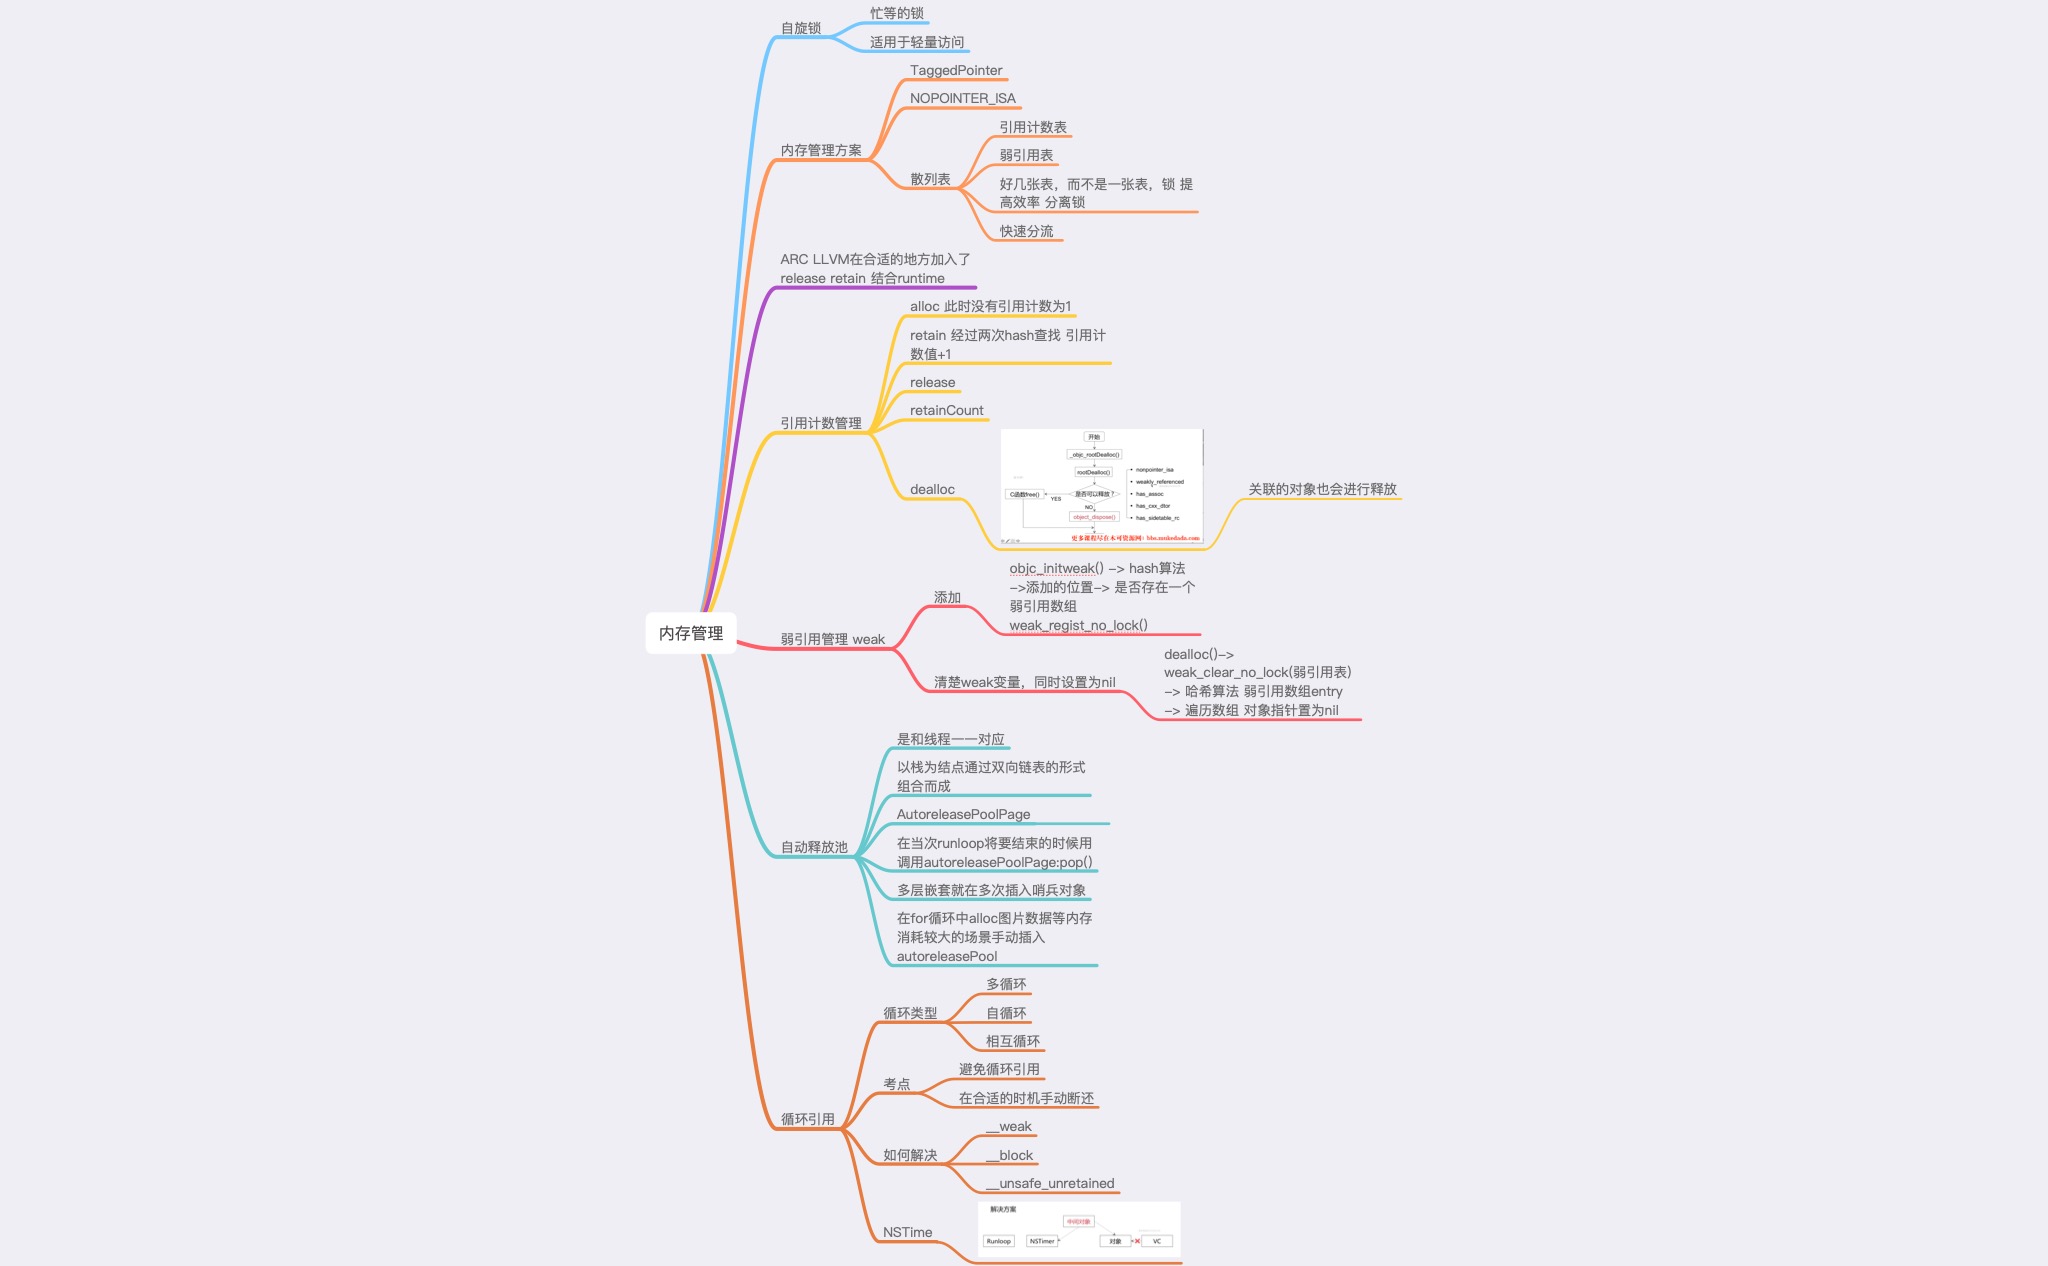 自旋锁
忙等的锁
适用于轻量访问
内存管理方案
TaggedPointer
NOPOINTER_ISA
散列表
引用计数表
弱引用表
好几张表，而不是一张表，锁 提
高效率 分离锁
快速分流
ARC LLVM在合适的地方加入了
release retain 结合runtime
引用计数管理
alloc 此时没有引用计数为1
retain 经过两次hash查找 引用计
数值+1
release
retainCount
dealloc
开始
_objc_rootDealloc()
rootDealloc()
是否可以释放？
YES
C函数free()
NO
object_dispose()
• nonpointer_isa
• weakly_referenced
• has_assoc
• has_cxx_dtor
• has_sidetable_rc
更多课程尽在木可资源网：bbs.mukedada.com
关联的对象也会进行释放
内存管理
弱引用管理 weak
添加
objc_initweak() -> hash算法
->添加的位置-> 是否存在一个
弱引用数组
weak_regist_no_lock()
清楚weak变量，同时设置为nil
dealloc()->
weak_clear_no_lock(弱引用表)
-> 哈希算法 弱引用数组entry
-> 遍历数组 对象指针置为nil
自动释放池
是和线程一一对应
以栈为结点通过双向链表的形式
组合而成
AutoreleasePoolPage
在当次runloop将要结束的时候用
调用autoreleasePoolPage:pop()
多层嵌套就在多次插入哨兵对象
在for循环中alloc图片数据等内存
消耗较大的场景手动插入
autoreleasePool
循环引用
循环类型
多循环
自循环
相互循环
考点
避免循环引用
在合适的时机手动断还
如何解决
__weak
__block
__unsafe_unretained
NSTime
解决方案
中间对象
Runloop
NSTimer
对象
VC